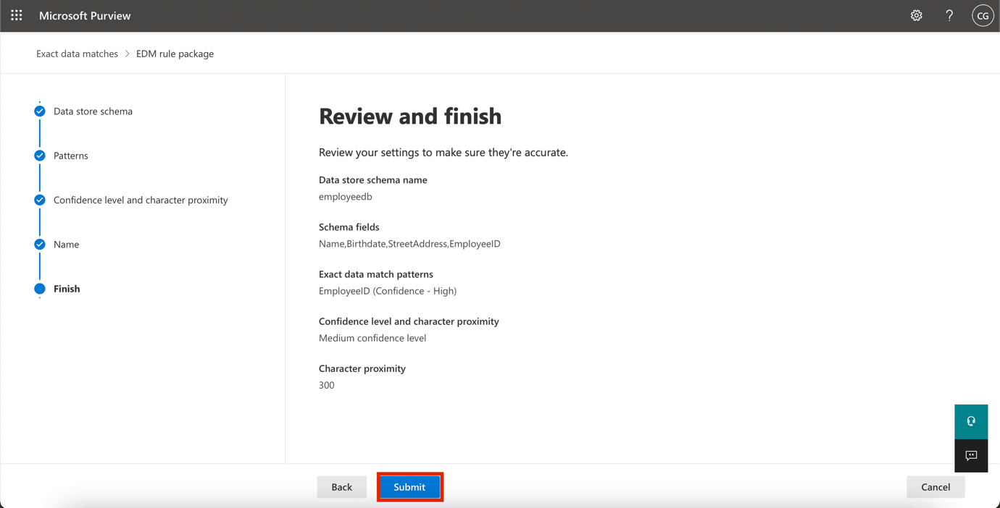 Microsoft Purview
?
CG
Exact data matches > EDM rule package
Data store schema
Patterns
Confidence level and character proximity
Name
Finish
Review and finish
Review your settings to make sure they're accurate.
Data store schema name
employeedb
Schema fields
Name,Birthdate,StreetAddress,EmployeeID
Exact data match patterns
EmployeeID (Confidence - High)
Confidence level and character proximity
Medium confidence level
Character proximity
300
Back
Submit
Cancel